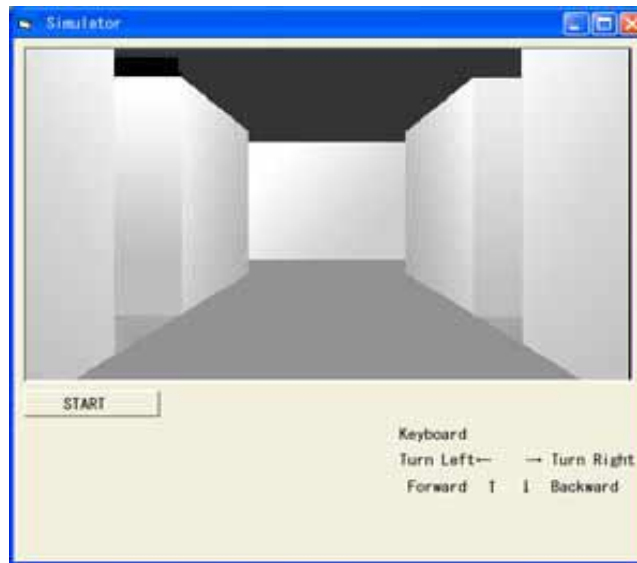 Simulator
START
Keyboard
Turn Left← → Turn Right
Forward ↑ ↓ Backward